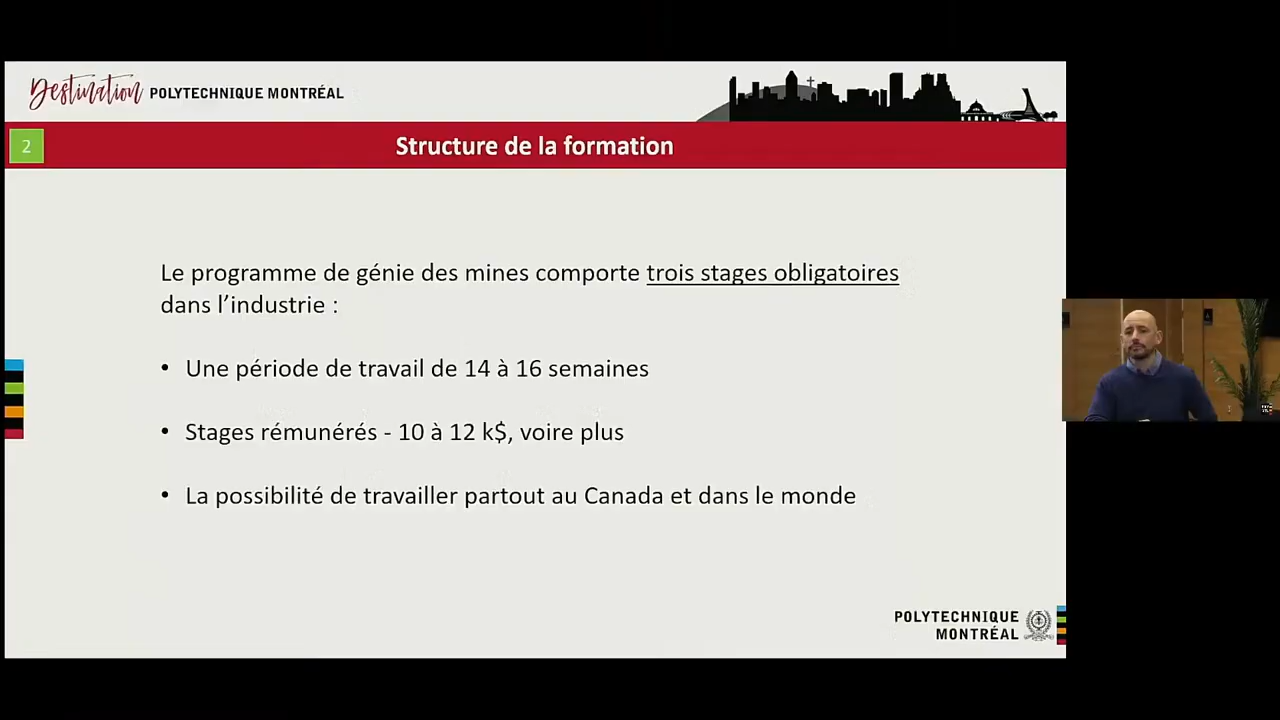 Destination POLYTECHNIQUE MONTRÉAL
2
Structure de la formation
Le programme de génie des mines comporte trois stages obligatoires
dans l’industrie :
• Une période de travail de 14 à 16 semaines
• Stages rémunérés - 10 à 12 k$, voire plus
• La possibilité de travailler partout au Canada et dans le monde
POLYTECHNIQUE
MONTRÉAL